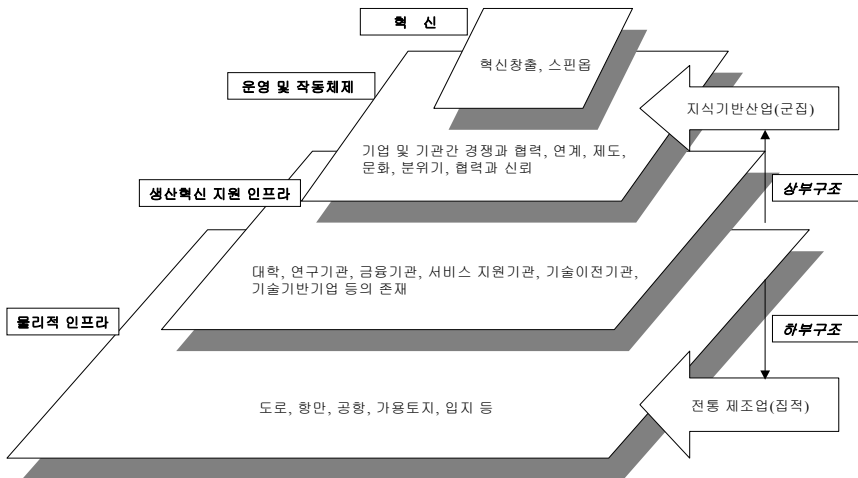 혁 신
혁신창출, 스핀옵
운영 및 작동체제
지식기반산업(군집)
기업 및 기관간 경쟁과 협력, 연계, 제도,
문화, 분위기, 협력과 신뢰
생산혁신 지원 인프라
상부구조
대학, 연구기관, 금융기관, 서비스 지원기관, 기술이전기관,
기술기반기업 등의 존재
물리적 인프라
하부구조
도로, 항만, 공항, 가용토지, 입지 등
전통 제조업(집적)